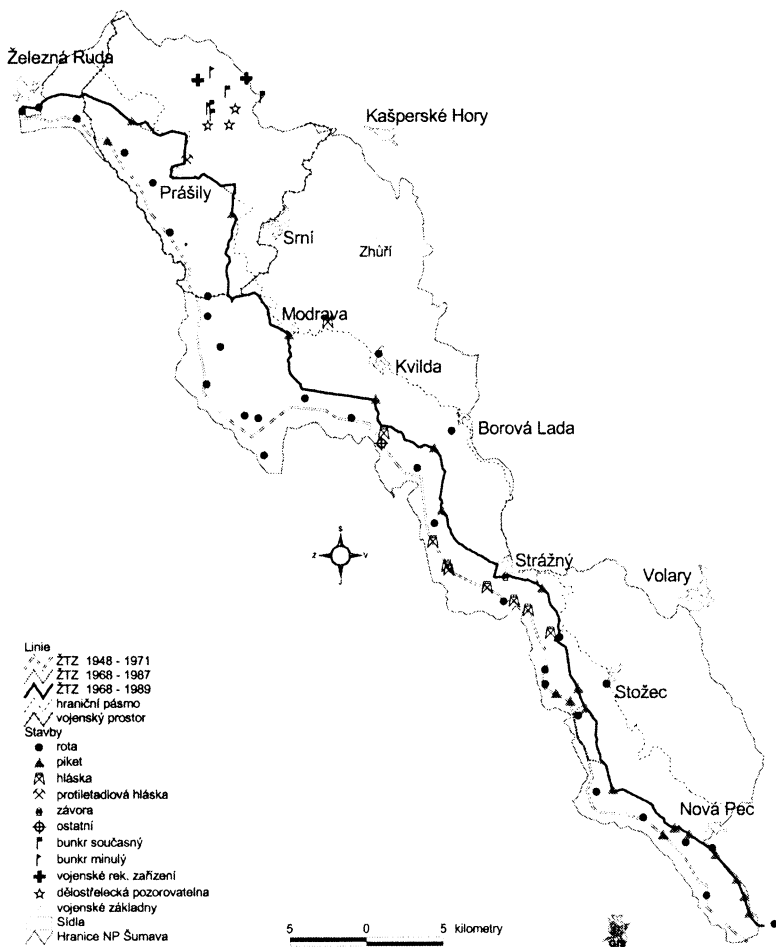 Železná Ruda
Kašperské Hory
Prášily
Srní
Zhůří
Modrava
Kvilda
Borová Lada
s
z
v
j
Strážný
Volary
Stožec
Nová Pec
Linie
ŽTZ 1948 - 1971
ŽTZ 1968 - 1987
ŽTZ 1968 - 1989
hraniční pásmo
vojenský prostor
Stavby
rota
piket
hláska
protiletadlová hláska
závora
ostatní
bunkr současný
bunkr minulý
vojenské rek. zařízení
dělostřelecká pozorovatelna
vojenské základny
Sídla
Hranice NP Šumava
5 0 5 kilometry